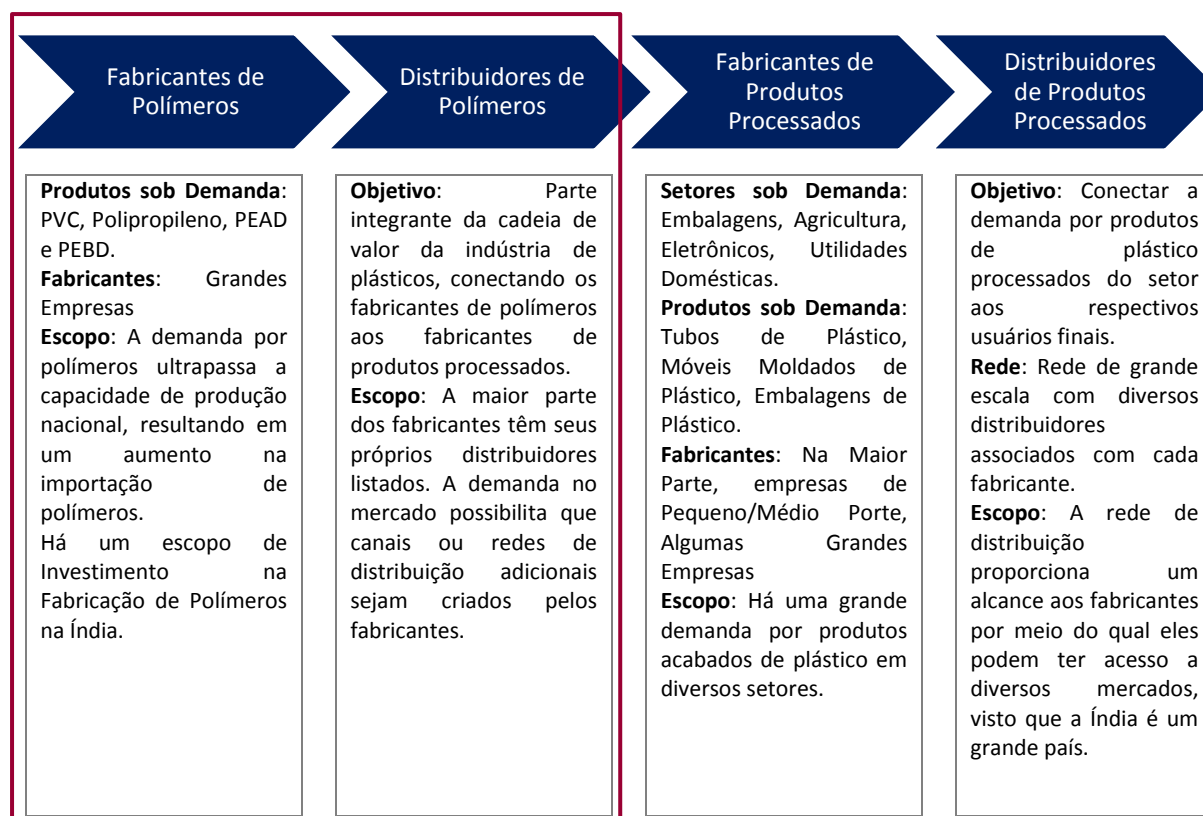 Fabricantes de
Polímeros
Distribuidores de
Polímeros
Fabricantes de
Produtos
Processados
Distribuidores
de Produtos
Processados
Produtos sob Demanda:
PVC, Polipropileno, PEAD
e PEBD.
Fabricantes: Grandes
Empresas
Escopo: A demanda por
polímeros ultrapassa a
capacidade de produção
nacional, resultando em
um aumento na
importação de
polímeros.
Há um escopo de
Investimento na
Fabricação de Polímeros
na Índia.
Objetivo: Parte
integrante da cadeia de
valor da indústria de
plásticos, conectando os
fabricantes de polímeros
aos fabricantes de
produtos processados.
Escopo: A maior parte
dos fabricantes têm seus
próprios distribuidores
listados. A demanda no
mercado possibilita que
canais ou redes de
distribuição adicionais
sejam criados pelos
fabricantes.
Setores sob Demanda:
Embalagens, Agricultura,
Eletrônicos, Utilidades
Domésticas.
Produtos sob Demanda:
Tubos de Plástico,
Móveis Moldados de
Plástico, Embalagens de
Plástico.
Fabricantes: Na Maior
Parte, empresas de
Pequeno/Médio Porte,
Algumas Grandes
Empresas
Escopo: Há uma grande
demanda por produtos
acabados de plástico em
diversos setores.
Objetivo: Conectar a
demanda por produtos
de plástico
processados do setor
aos respectivos
usuários finais.
Rede: Rede de grande
escala com diversos
distribuidores
associados com cada
fabricante.
Escopo: A rede de
distribuição
proporciona um
alcance aos fabricantes
por meio do qual eles
podem ter acesso a
diversos mercados,
visto que a Índia é um
grande país.